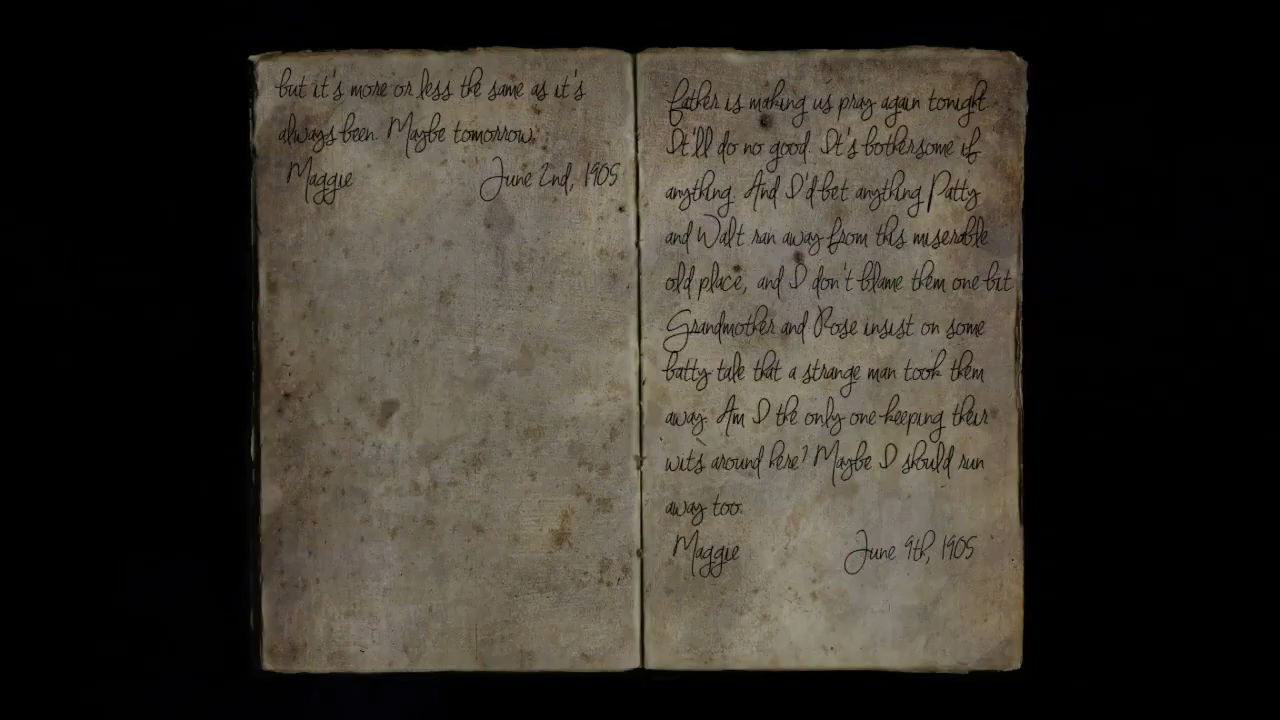 but it's more or less the same as it's
always been. Maybe tomorrow.
Maggie June 2nd, 1905
Father is making us pray again tonight
It'll do no good. It's bothersome if
anything. And I'd bet anything Patty
and Walt ran away from this miserable
old place, and I don't blame them one bit
Grandmother and Rose insist on some
batty tale that a strange man took them
away. Am I the only one keeping their
wits around here? Maybe I should run
away too.
Maggie June 9th, 1905